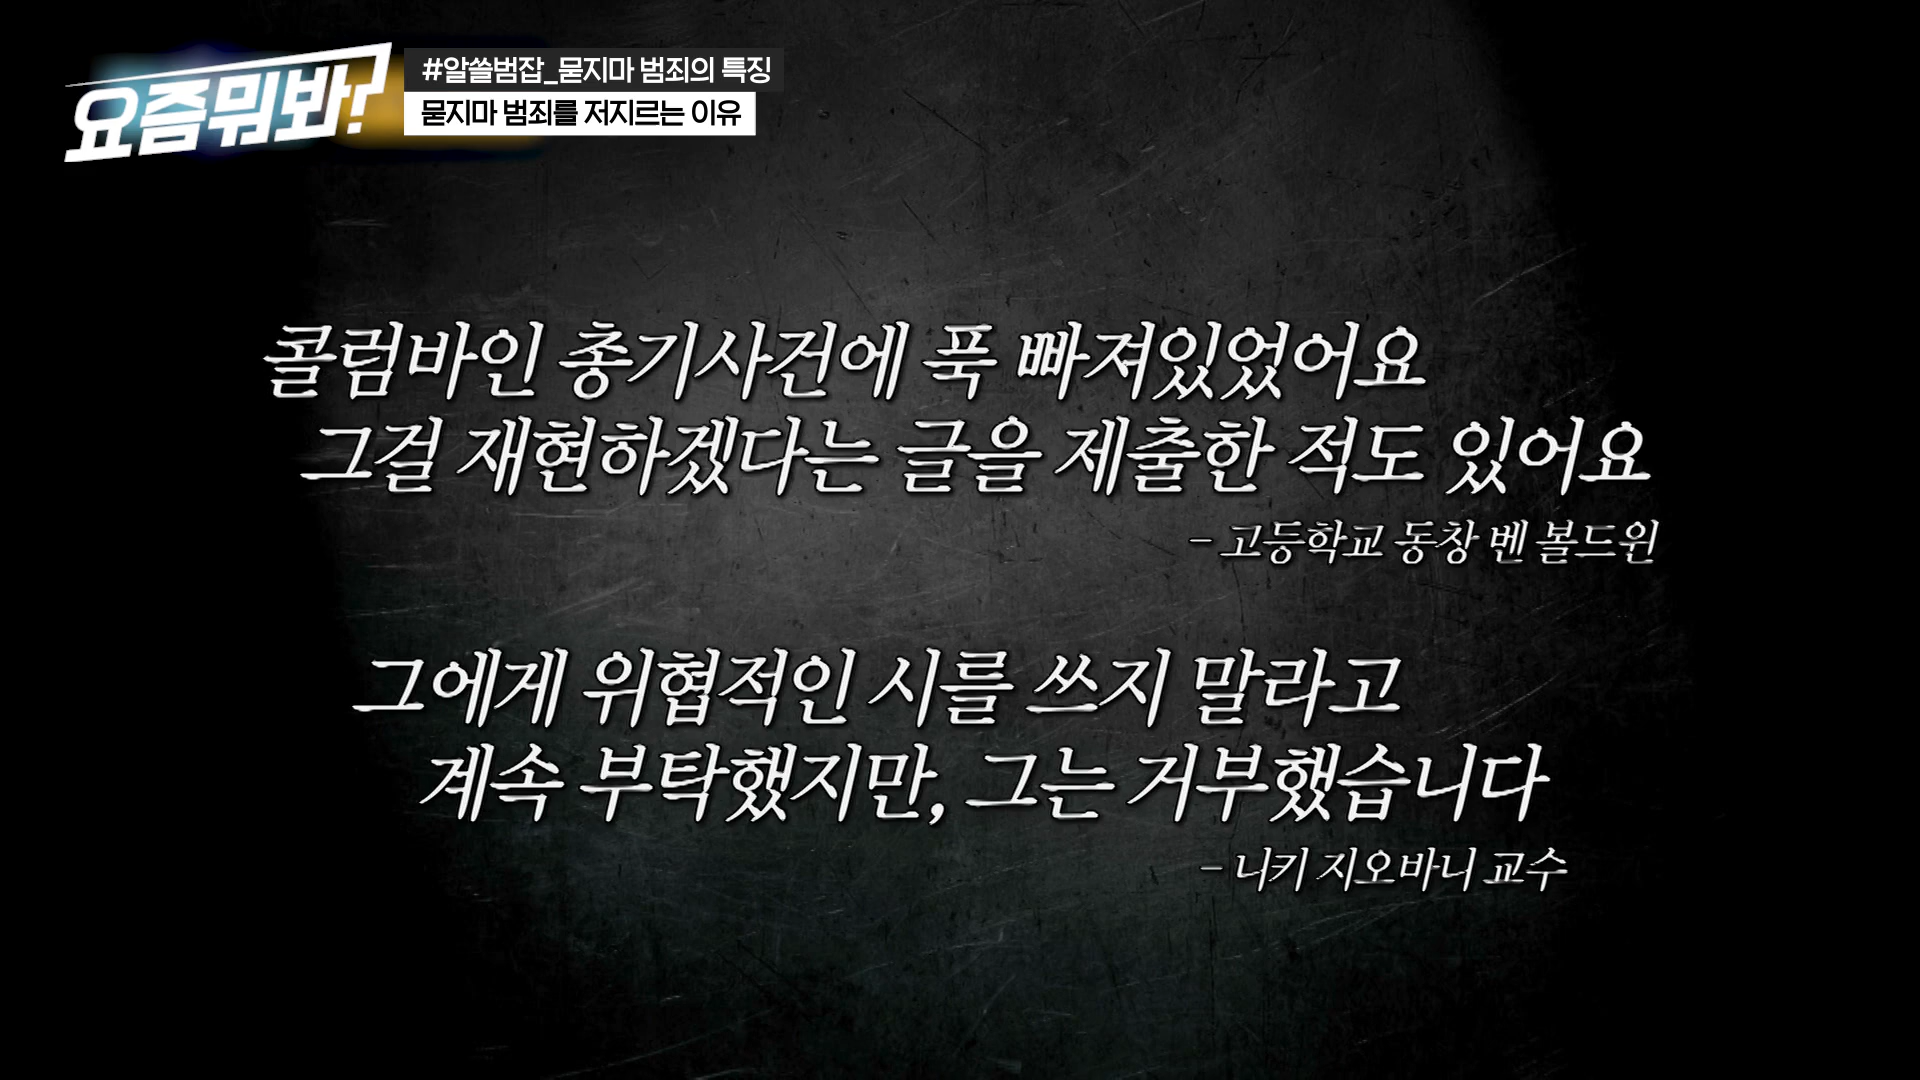 요즘뭐봐?
#알쓸범잡_묻지마 범죄의 특징
묻지마 범죄를 저지르는 이유
콜럼바인 총기사건에 푹 빠져있었어요
그걸 재현하겠다는 글을 제출한 적도 있어요
- 고등학교 동창 벤 볼드윈
그에게 위협적인 시를 쓰지 말라고
계속 부탁했지만, 그는 거부했습니다
- 니키 지오바니 교수